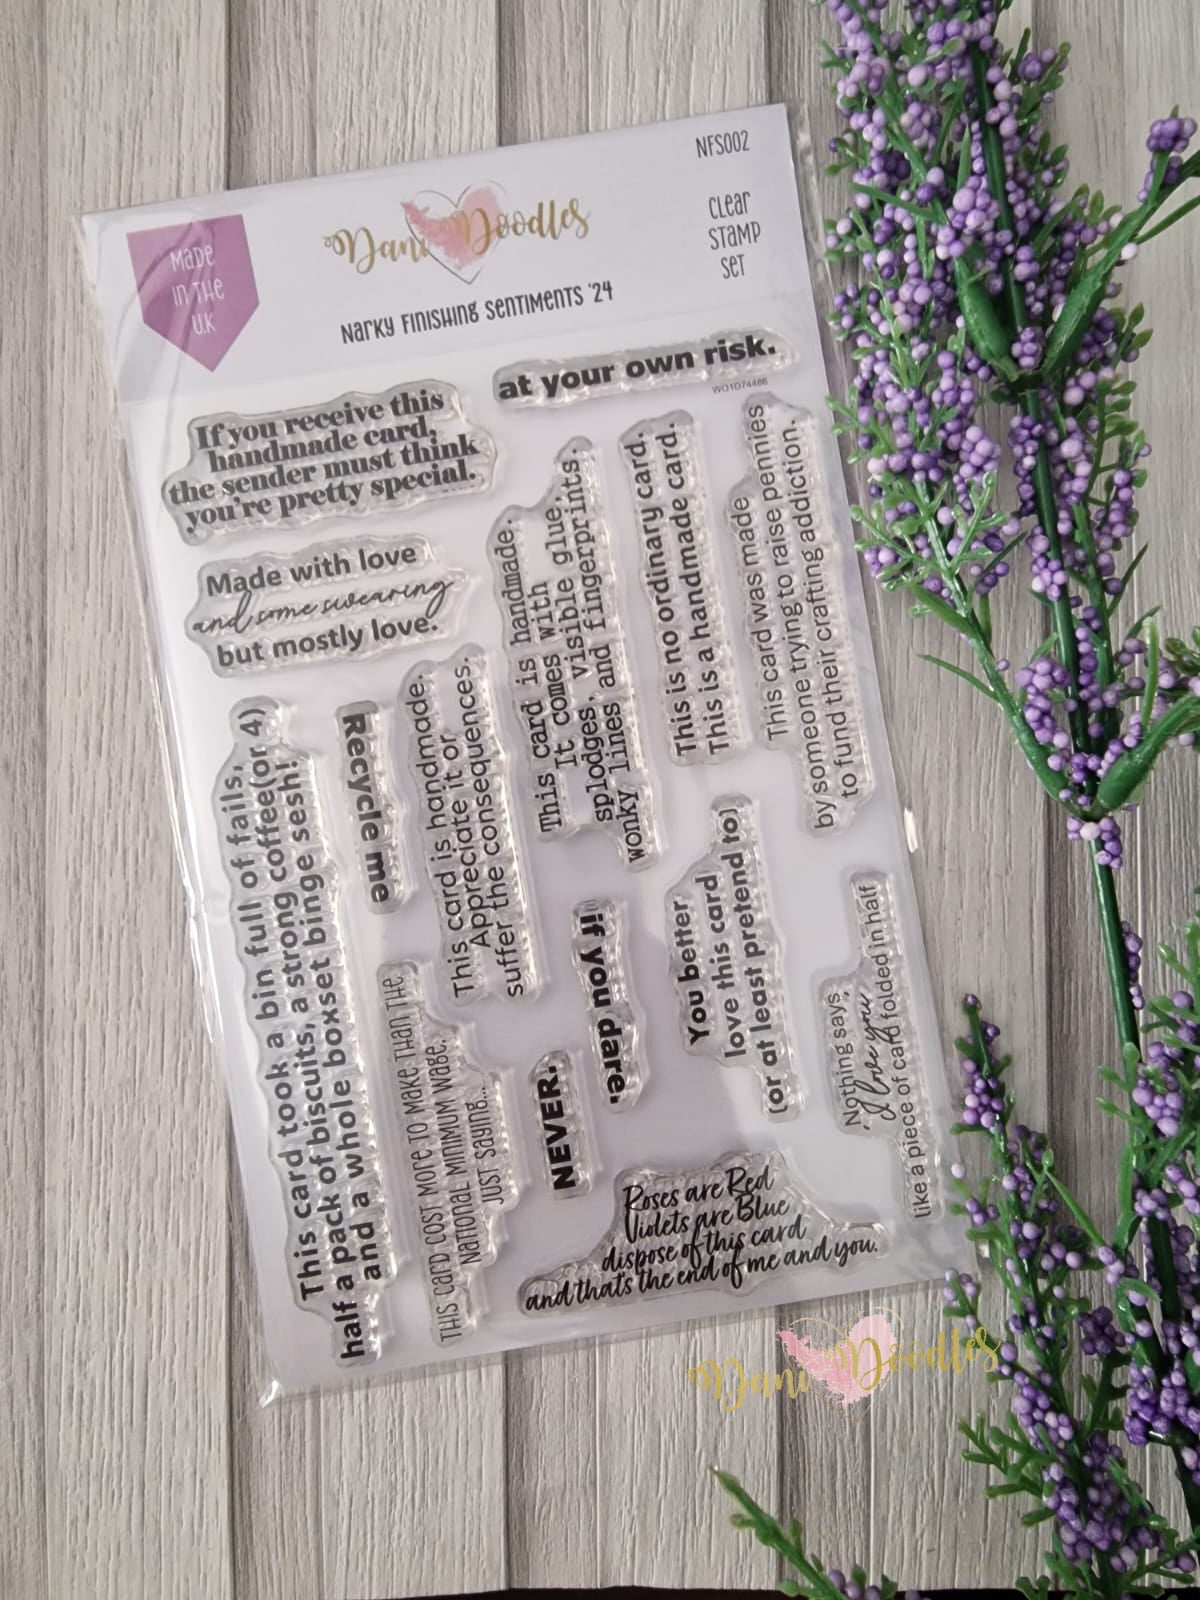 NFS002
Made
in the
U.K
Dani Doodles
Clear
Stamp
Set
Narky Finishing Sentiments '24
at your own risk.
WO1D74486
If you receive this
handmade card,
the sender must think
you're pretty special.
Made with love
and some swearing
but mostly love.
This card took a bin full of fails,
half a pack of biscuits, a strong coffee(or 4)
and a whole boxset binge sesh!
Recycle me
This card is handmade.
Appreciate it or
suffer the consequences.
This card is handmade.
It comes with
splodges, visible glue,
wonky lines and fingerprints.
This is no ordinary card.
This is a handmade card.
This card was made
by someone trying to raise pennies
to fund their crafting addiction.
THIS CARD COST MORE TO MAKE THAN THE
NATIONAL MINIMUM WAGE.
JUST SAYING...
NEVER.
if you dare.
You better
love this card
(or at least pretend to)
Nothing says,
"I love you"
like a piece of card folded in half
Roses are Red
Violets are Blue
dispose of this card
and that's the end of me and you.
Dani Doodles